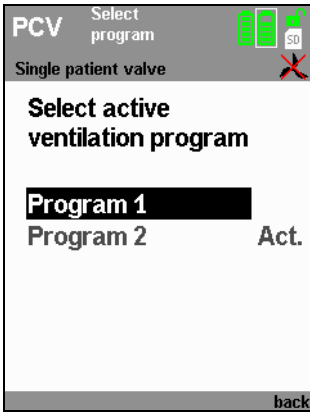 PCV Select
program
SD
Single patient valve
Select active
ventilation program
Program 1
Program 2 Act.
back